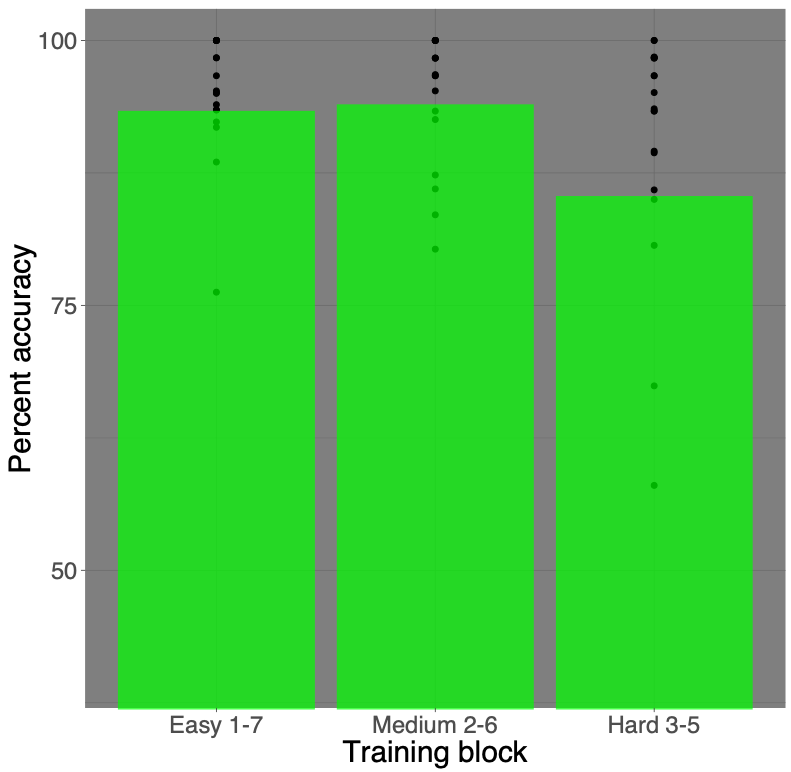 Percent accuracy
100
75
50
Easy 1-7
Medium 2-6
Hard 3-5
Training block